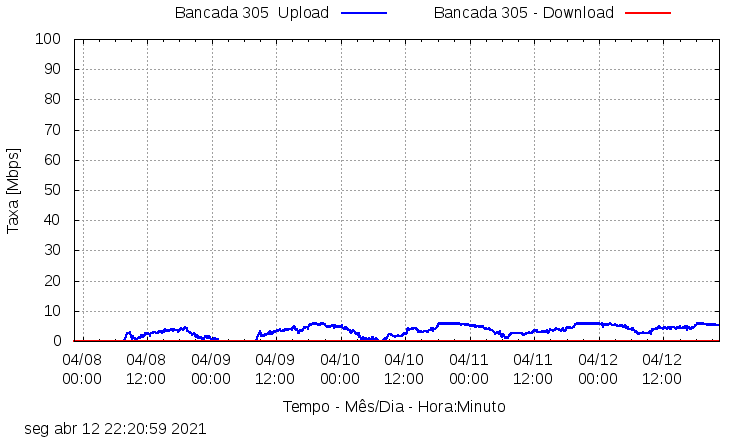 Bancada 305  Upload
Bancada 305 - Download
100
90
80
70
60
50
40
30
20
10
0
Taxa [Mbps]
04/08 04/08 04/09 04/09 04/10 04/10 04/11 04/11 04/12 04/12
00:00 12:00 00:00 12:00 00:00 12:00 00:00 12:00 00:00 12:00
Tempo - Mês/Dia - Hora:Minuto
seg abr 12 22:20:59 2021